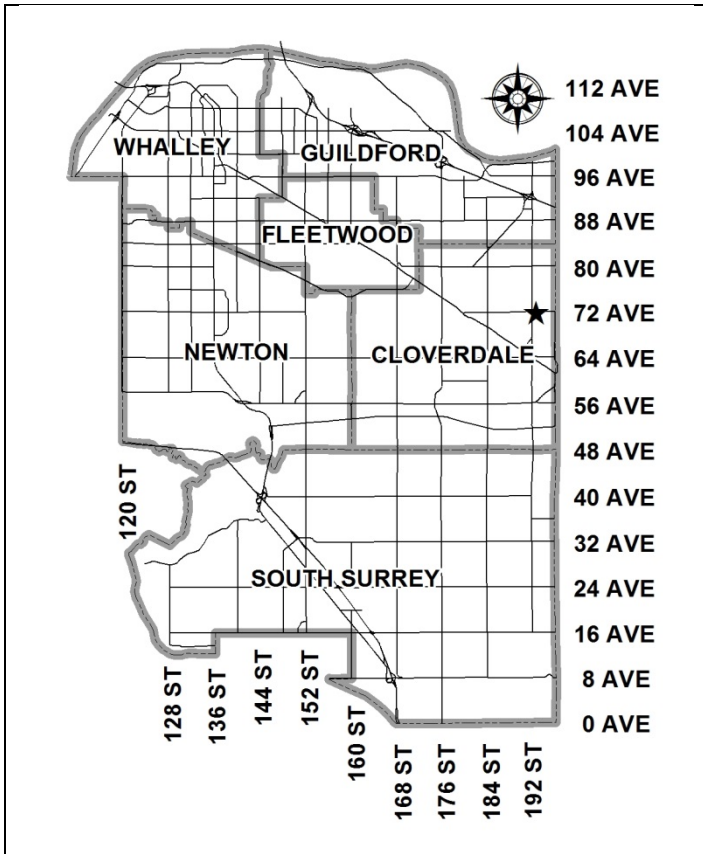 112 AVE
104 AVE
WHALLEY
GUILDFORD
96 AVE
88 AVE
FLEETWOOD
80 AVE
72 AVE
NEWTON
CLOVERDALE
64 AVE
56 AVE
48 AVE
120 ST
40 AVE
32 AVE
SOUTH SURREY
24 AVE
16 AVE
128 ST
136 ST
144 ST
152 ST
160 ST
8 AVE
0 AVE
168 ST
176 ST
184 ST
192 ST